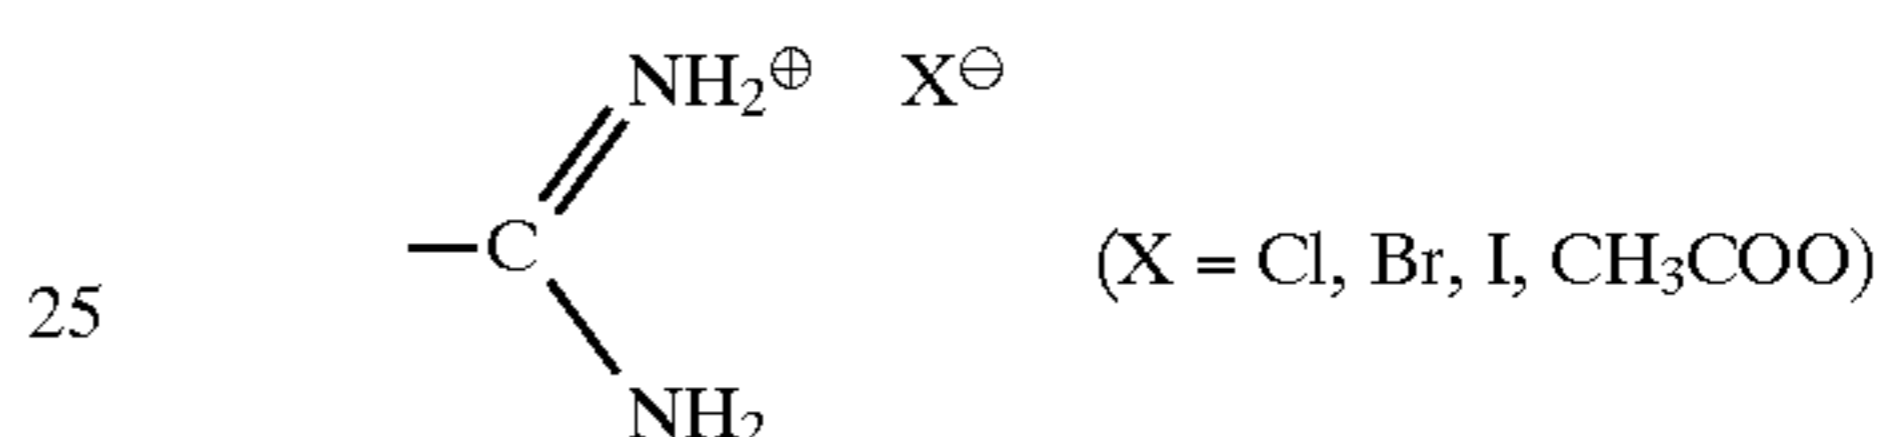 NH₂⊕ X⊖
—C (X = Cl, Br, I, CH₃COO)
25
NH₂